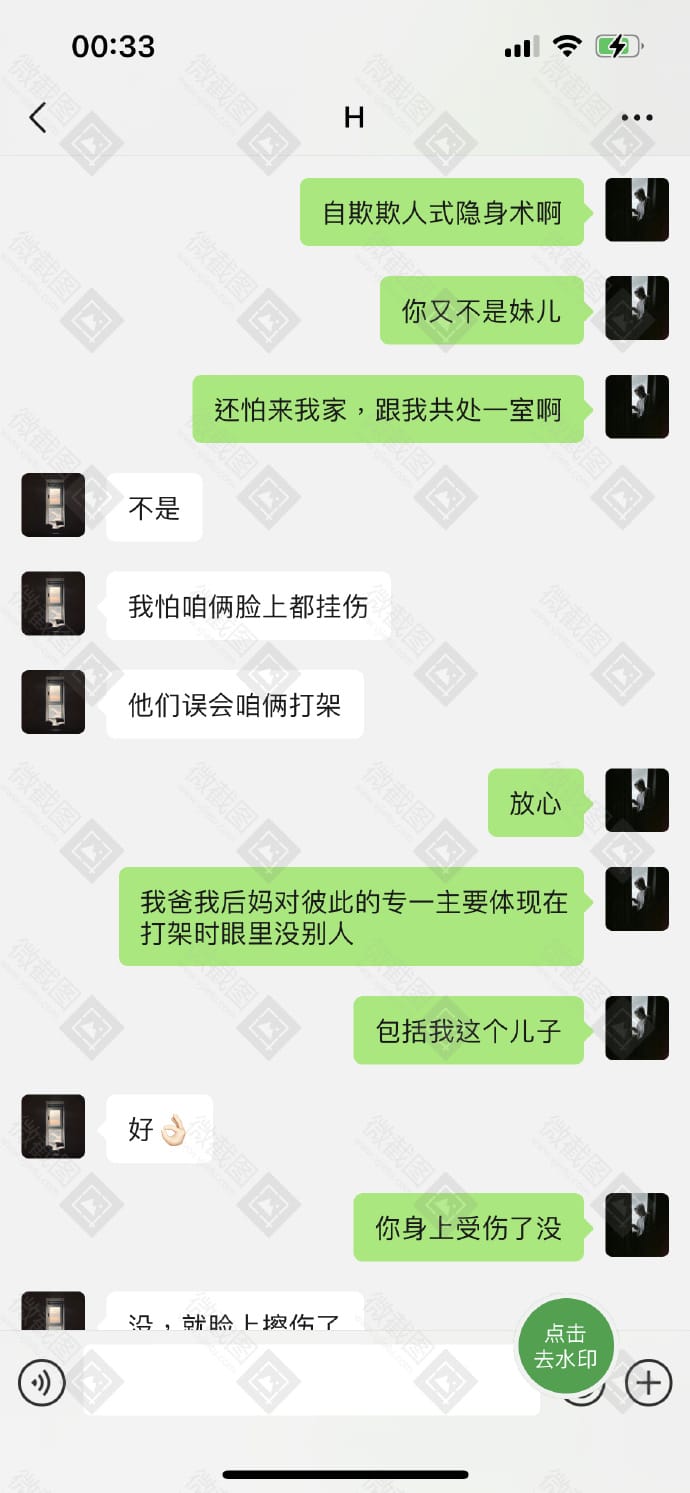 00:33
H
自欺欺人式隐身术啊
你又不是妹儿
还怕来我家，跟我共处一室啊
不是
我怕咱俩脸上都挂伤
他们误会咱俩打架
放心
我爸我后妈对彼此的专一主要体现在
打架时眼里没别人
包括我这个儿子
好👌🏻
你身上受伤了没
没，就脸上擦伤了
点击
去水印
微截图